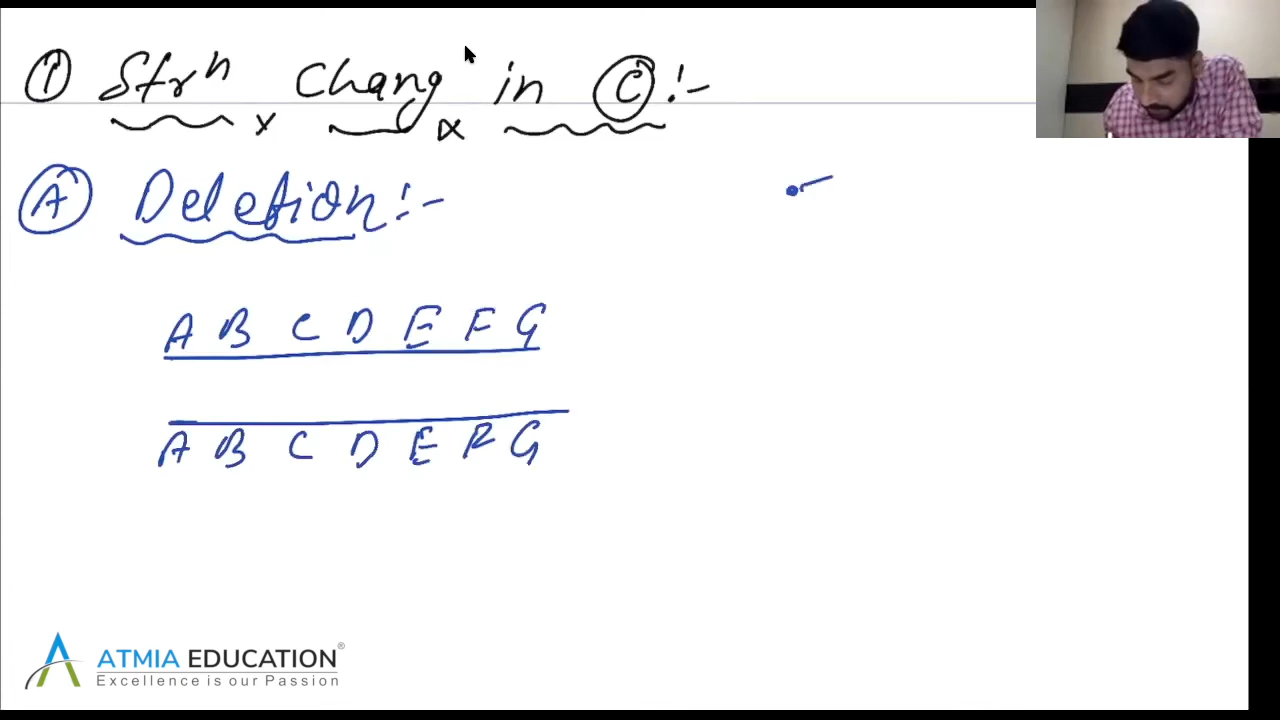 ① Strⁿ Chang in Ⓒ :-
Ⓐ Deletion :-
A B C D E F G
A B C D E F G
ATMIA EDUCATION®
Excellence is our Passion